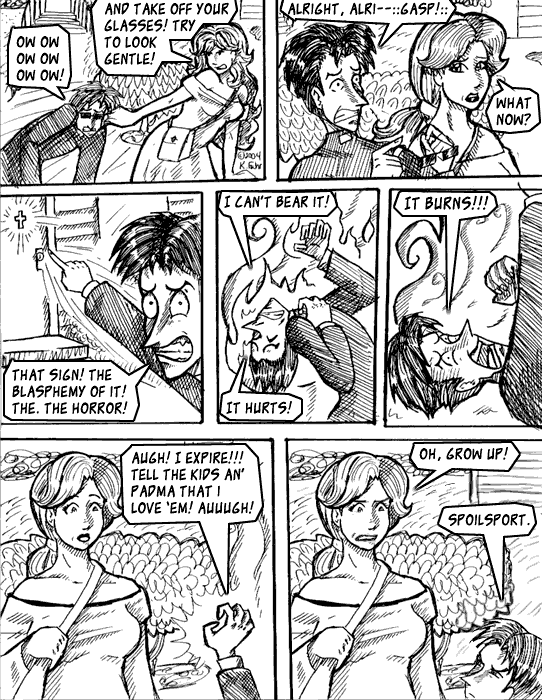 OW OW
OW OW
OW OW!
AND TAKE OFF YOUR
GLASSES! TRY
TO LOOK
GENTLE!
©2004
ALRIGHT, ALRI--::GASP!::
WHAT
NOW?
THAT SIGN! THE
BLASPHEMY OF IT!
THE. THE HORROR!
I CAN'T BEAR IT!
IT HURTS!
IT BURNS!!!
AUGH! I EXPIRE!!!
TELL THE KIDS AN'
PADMA THAT I
LOVE 'EM! AUUUGH!
OH, GROW UP!
SPOILSPORT.